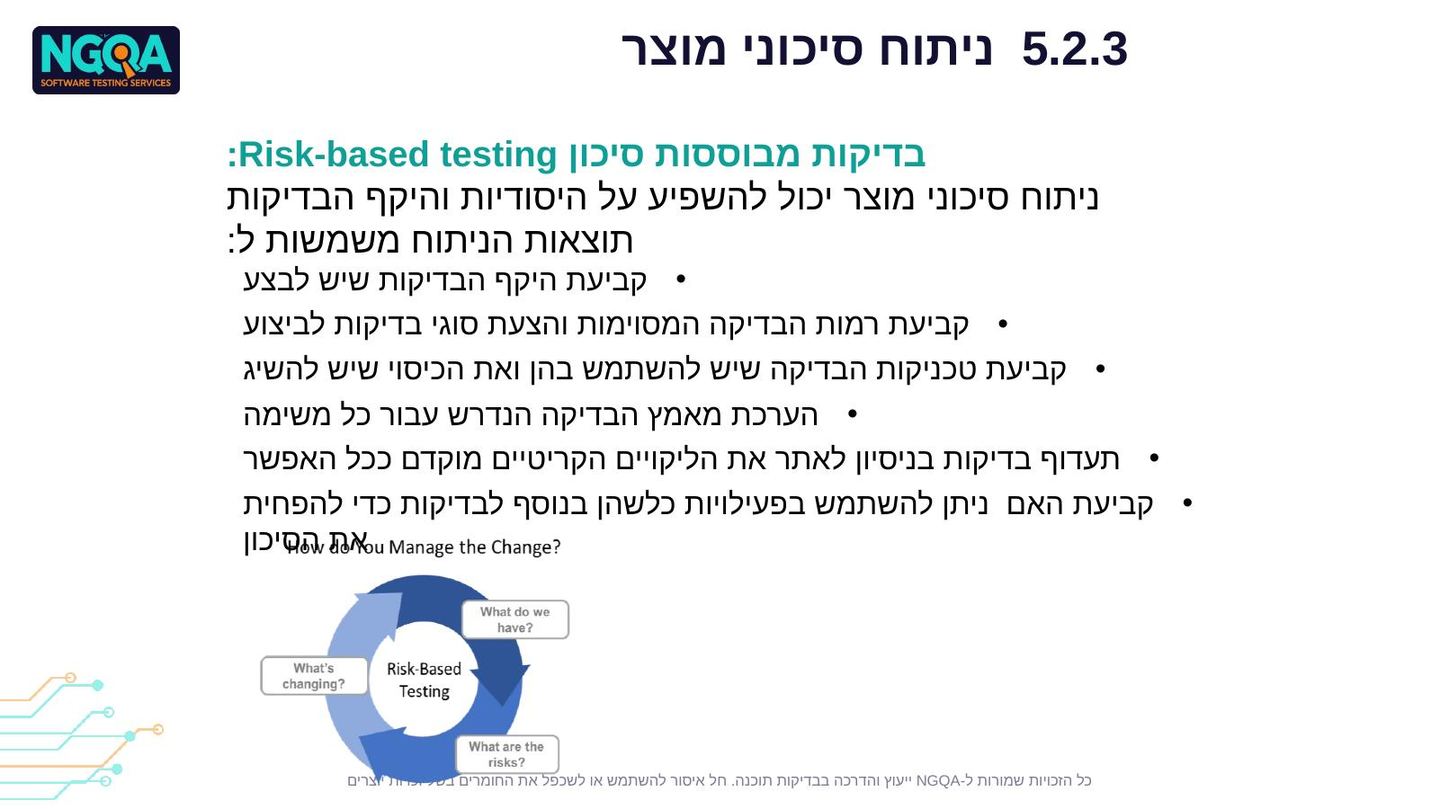 NGQA
SOFTWARE TESTING SERVICES
5.2.3 ניתוח סיכוני מוצר
בדיקות מבוססות סיכון Risk-based testing:
ניתוח סיכוני מוצר יכול להשפיע על היסודיות והיקף הבדיקות
תוצאות הניתוח משמשות ל:
• קביעת היקף הבדיקות שיש לבצע
• קביעת רמות הבדיקה המסוימות והצעת סוגי בדיקות לביצוע
• קביעת טכניקות הבדיקה שיש להשתמש בהן ואת הכיסוי שיש להשיג
• הערכת מאמץ הבדיקה הנדרש עבור כל משימה
• תעדוף בדיקות בניסיון לאתר את הליקויים הקריטיים מוקדם ככל האפשר
• קביעת האם ניתן להשתמש בפעילויות כלשהן בנוסף לבדיקות כדי להפחית
את הסיכון
How do You Manage the Change?
What do we
have?
What's
changing?
Risk-Based
Testing
What are the
risks?
כל הזכויות שמורות ל-NGQA ייעוץ והדרכה בבדיקות תוכנה. חל איסור להשתמש או לשכפל את החומרים בשל זכויות יוצרים